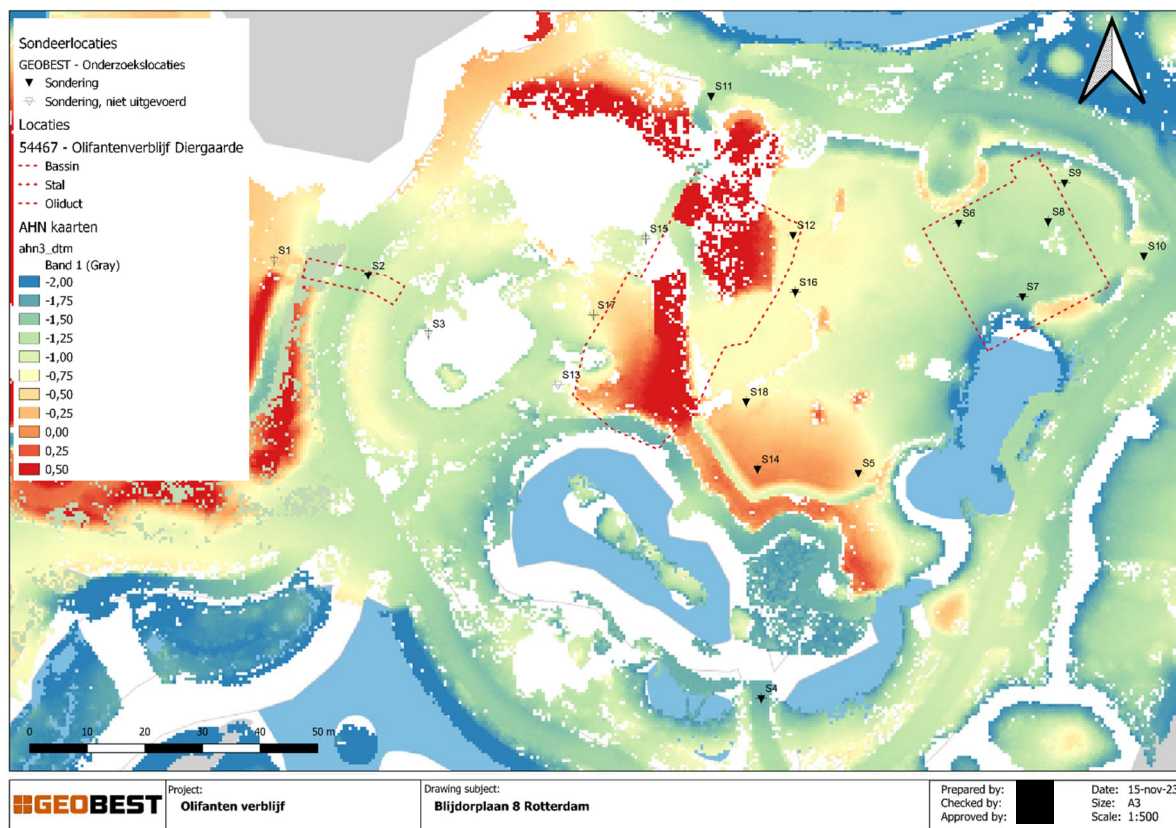 Sondeerlocaties
GEOBEST - Onderzoekslocaties
Sondering
Sondering, niet uitgevoerd
Locaties
54467 - Olifantenverblijf Diergaarde
Bassin
Stal
Oliduct
AHN kaarten
ahn3_dtm
Band 1 (Gray)
-2,00
-1,75
-1,50
-1,25
-1,00
-0,75
-0,50
-0,25
0,00
0,25
0,50
S11
S9
S6
S8
S12
S15
S10
S1
S2
S16
S7
S17
S3
S13
S18
S14
S5
S4
0 10 20 30 40 50 m
GEOBEST
Project:
Olifanten verblijf
Drawing subject:
Blijdorplaan 8 Rotterdam
Prepared by:
Checked by:
Approved by:
Date: 15-nov-23
Size: A3
Scale: 1:500